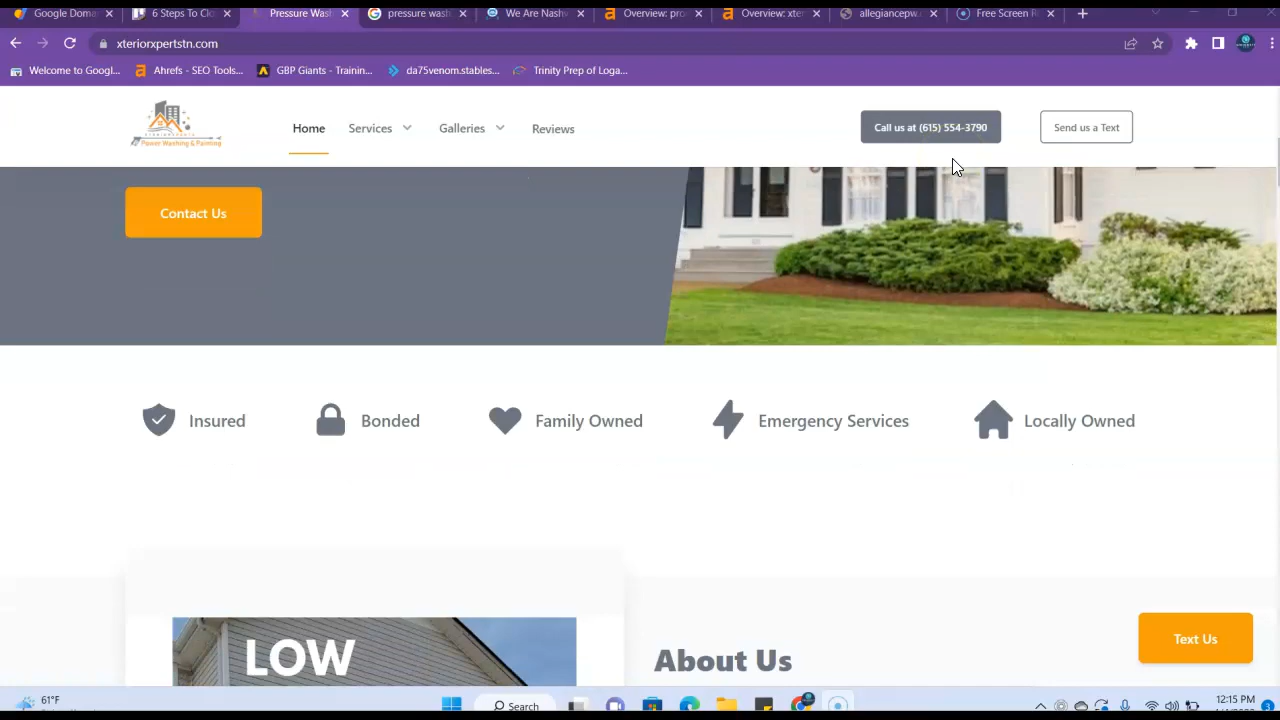 Google Doma
6 Steps To Clo
Pressure Wash
pressure wash
We Are Nashv
Overview: pro
Overview: xter
allegiancepw.c
Free Screen R
xteriorxpertstn.com
Welcome to Googl...
Ahrefs - SEO Tools...
GBP Giants - Trainin...
da75venom.stables...
Trinity Prep of Loga...
Power Washing & Painting
Home
Services
Galleries
Reviews
Call us at (615) 554-3790
Send us a Text
Contact Us
Insured
Bonded
Family Owned
Emergency Services
Locally Owned
LOW
About Us
Text Us
61°F
Search
12:15 PM